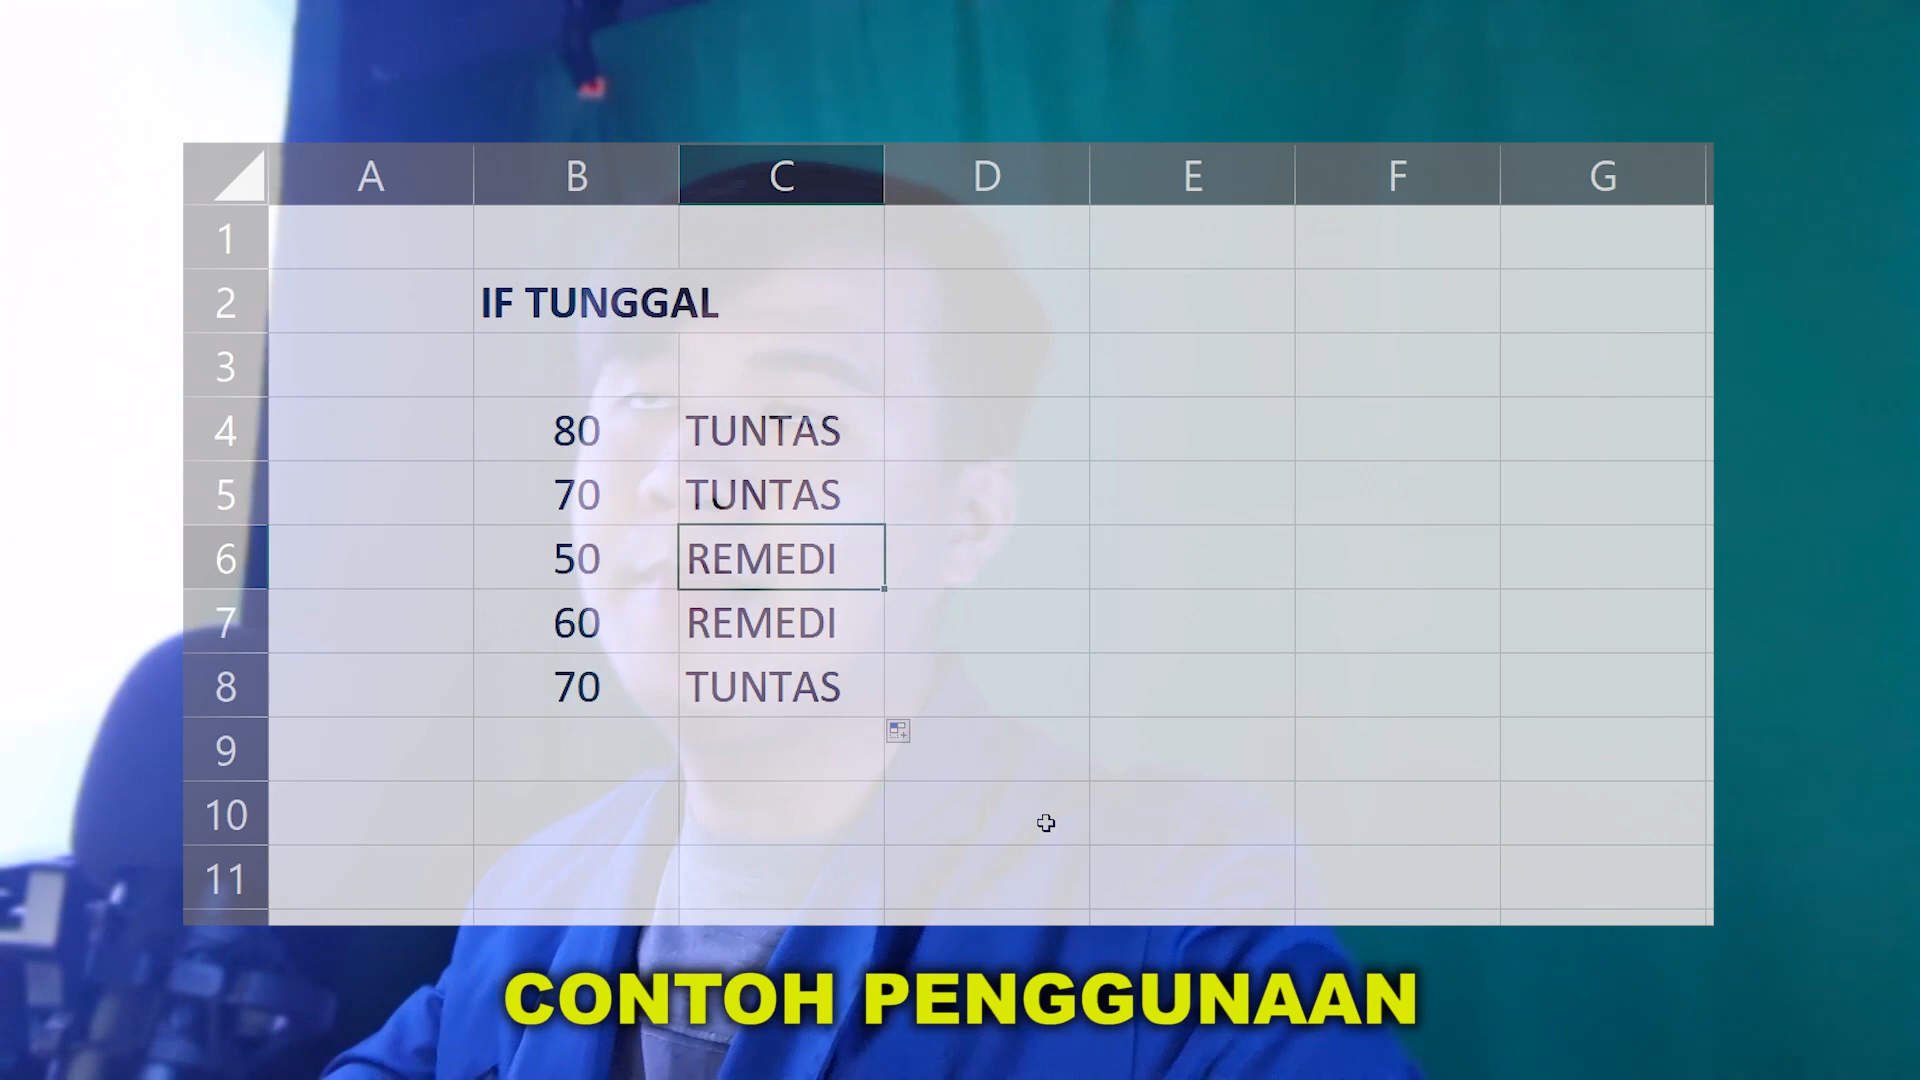 A B C D E F G
1
2 IF TUNGGAL
3
4 80 TUNTAS
5 70 TUNTAS
6 50 REMEDI
7 60 REMEDI
8 70 TUNTAS
9
10
11
CONTOH PENGGUNAAN